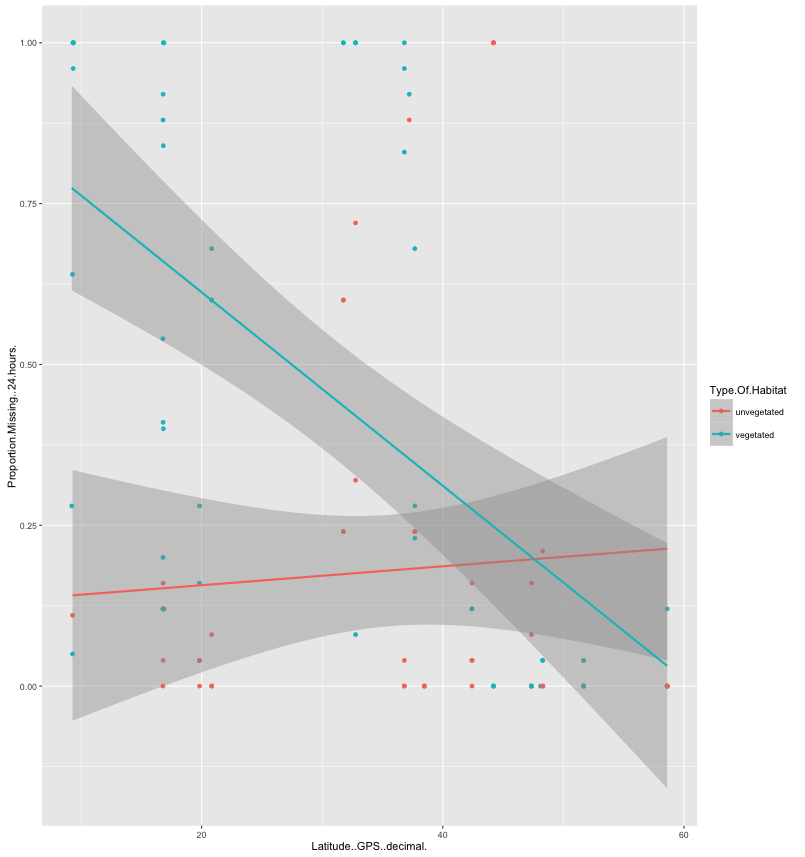 1.00
0.75
0.50
0.25
0.00
Proportion.Missing..24.hours.
20
40
60
Latitude..GPS..decimal.
Type.Of.Habitat
unvegetated
vegetated